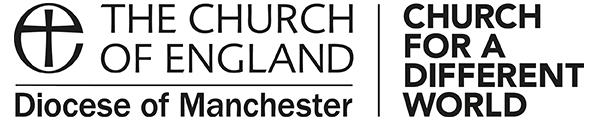 THE CHURCH
OF ENGLAND
Diocese of Manchester
CHURCH
FOR A
DIFFERENT
WORLD